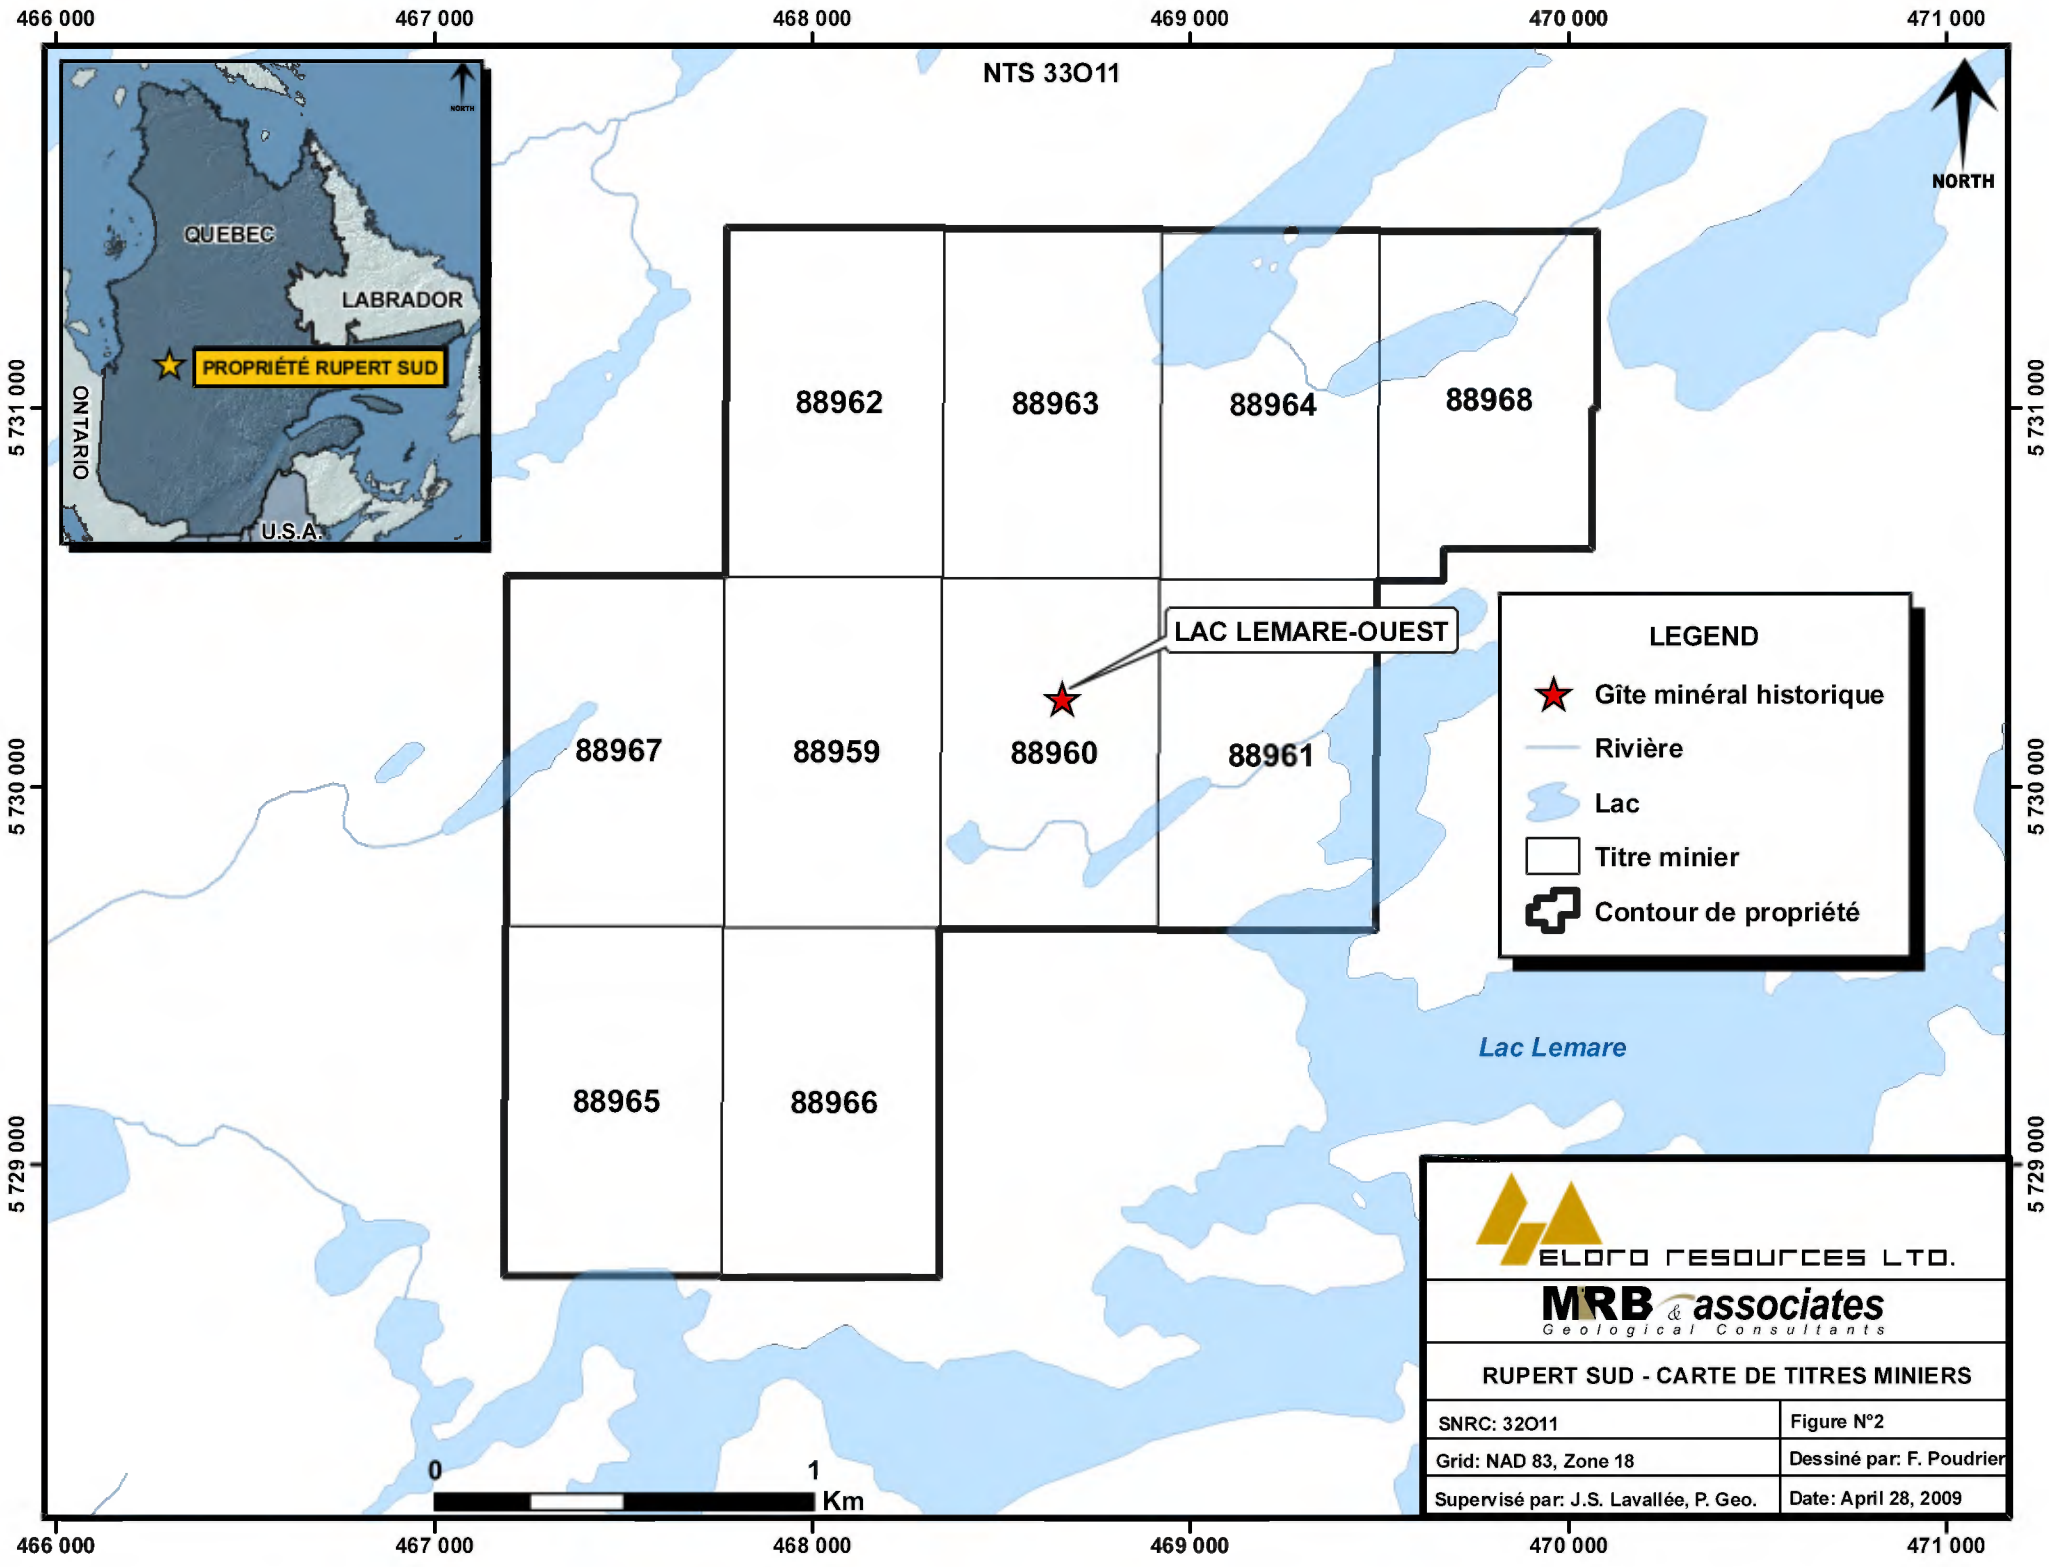 466 000
467 000
468 000
469 000
470 000
471 000
NTS 33O11
NORTH
QUEBEC
LABRADOR
PROPRIÉTÉ RUPERT SUD
ONTARIO
U.S.A.
NORTH
5 731 000
5 731 000
88962
88963
88964
88968
LAC LEMARE-OUEST
5 730 000
5 730 000
88967
88959
88960
88961
LEGEND
Gîte minéral historique
Rivière
Lac
Titre minier
Contour de propriété
Lac Lemare
88965
88966
5 729 000
5 729 000
ELORO RESOURCES LTD.
MRB & associates
Geological Consultants
RUPERT SUD - CARTE DE TITRES MINIERS
SNRC: 32O11
Figure Nº2
Grid: NAD 83, Zone 18
Dessiné par: F. Poudrier
Supervisé par: J.S. Lavallée, P. Geo.
Date: April 28, 2009
0
1
Km
466 000
467 000
468 000
469 000
470 000
471 000